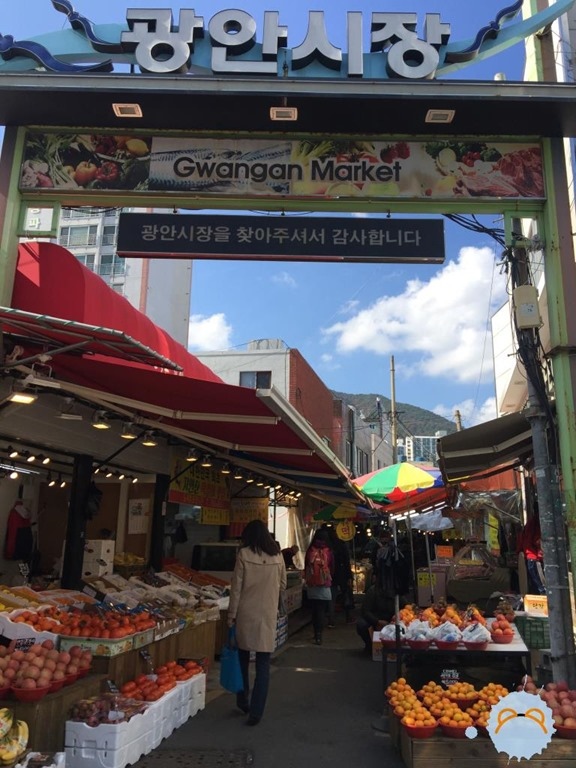 광안시장
Gwangan Market
광안시장을 찾아주셔서 감사합니다